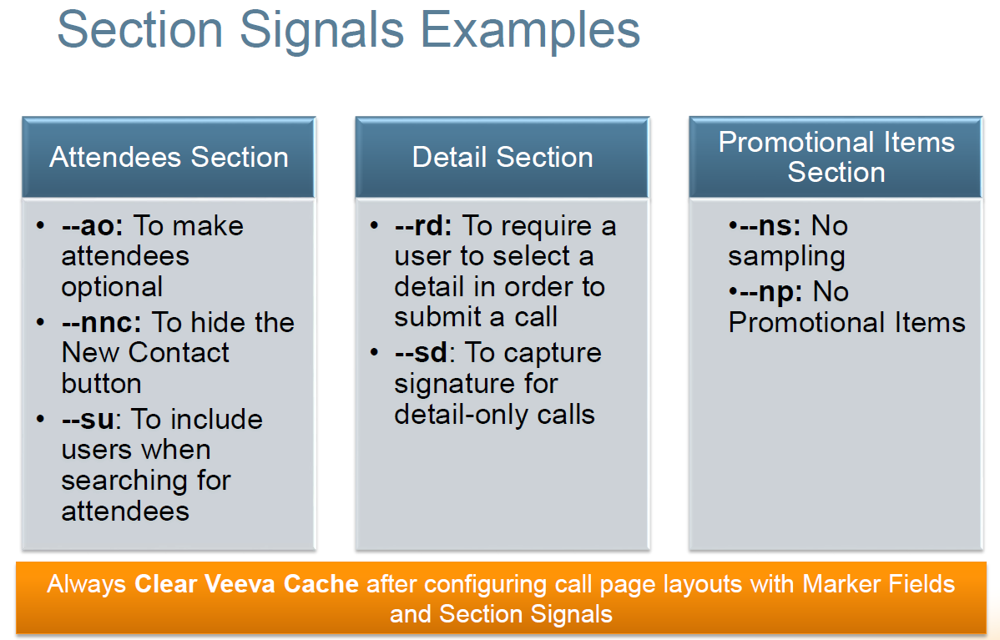 Section Signals Examples
Attendees Section
• --ao: To make
attendees
optional
• --nnc: To hide the
New Contact
button
• --su: To include
users when
searching for
attendees
Detail Section
• --rd: To require a
user to select a
detail in order to
submit a call
• --sd: To capture
signature for
detail-only calls
Promotional Items
Section
•--ns: No
sampling
•--np: No
Promotional Items
Always Clear Veeva Cache after configuring call page layouts with Marker Fields
and Section Signals